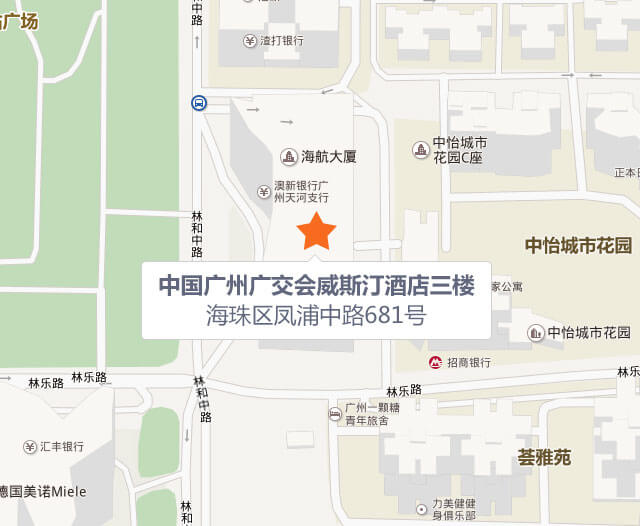 广场
渣打银行
海航大厦
中怡城市
花园C座
正本日
澳新银行广
州天河支行
林和中路
林和中路
中怡城市花园
中国广州广交会威斯汀酒店三楼
海珠区凤浦中路681号
家公寓
中怡城市花园
招商银行
林乐路
林乐路
林乐路
林和中路
广州一颗糖
青年旅舍
汇丰银行
荟雅苑
德国美诺Miele
力美健健
身俱乐部